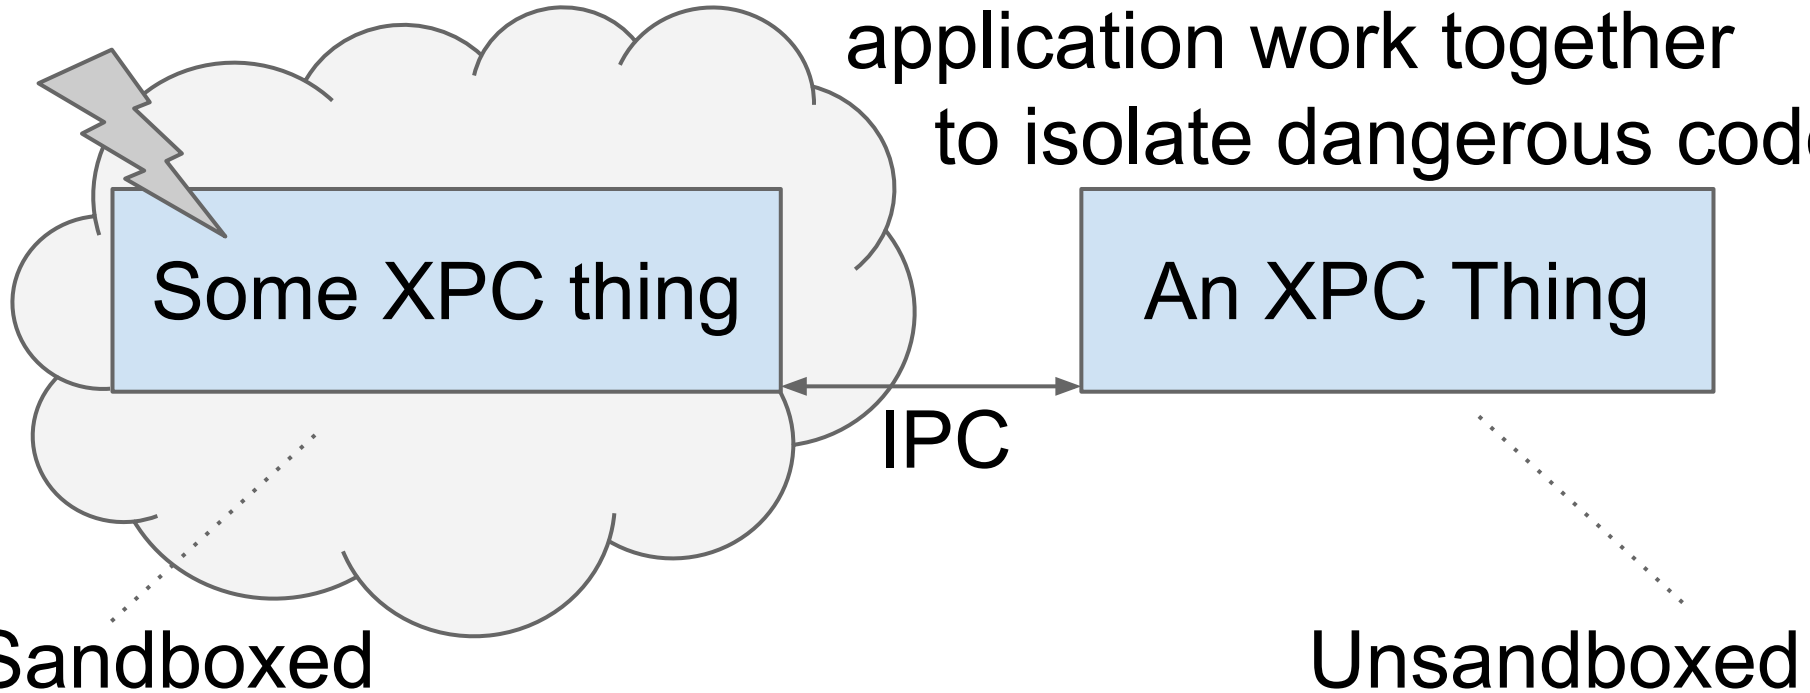 application work together
to isolate dangerous code
Some XPC thing
An XPC Thing
IPC
Sandboxed
Unsandboxed